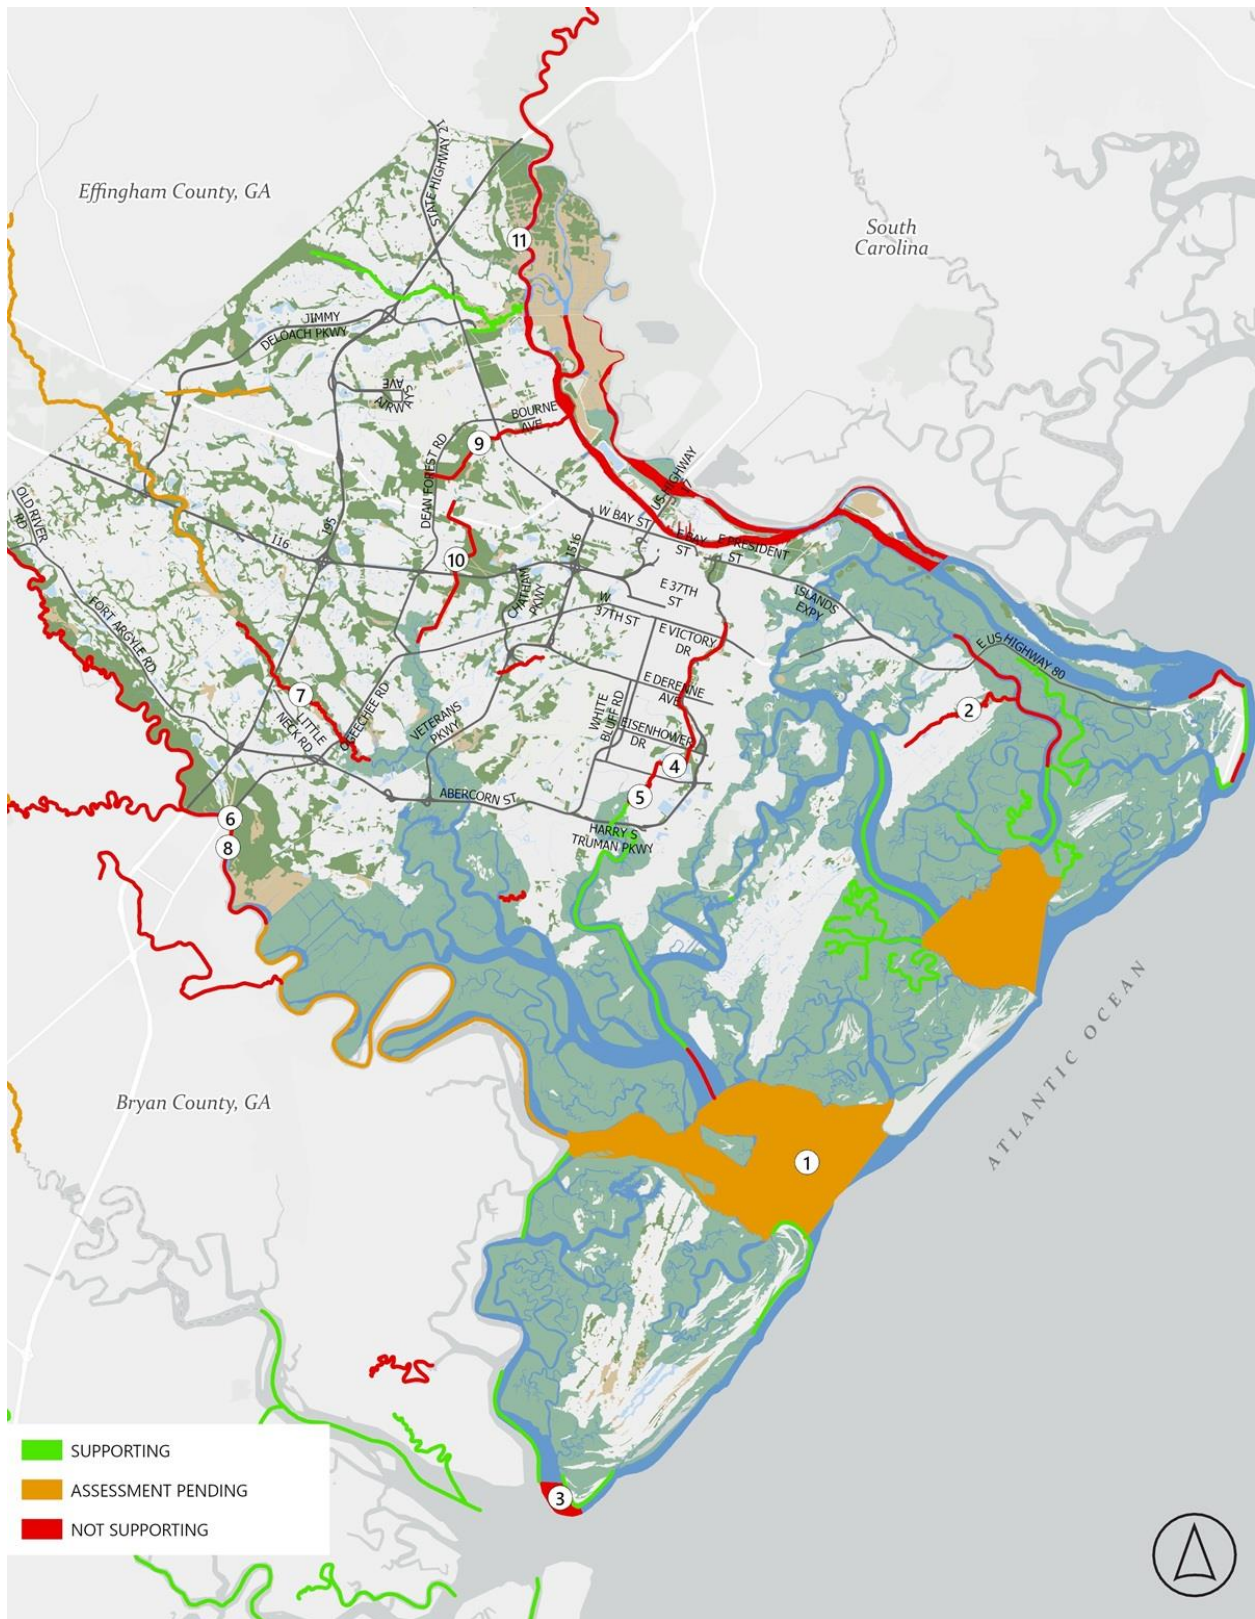 STATE HIGHWAY 21
Effingham County, GA
South
Carolina
11
JIMMY
DELOACH PKWY
AIRWAYS
AVE
BOURNE
AVE
9
DEAN FOREST RD
US HIGHWAY
17
OLD RIVER
RD
I16
I95
W BAY ST
E BAY
ST
E PRESIDENT
ST
10
I516
CHATHAM
PKWY
E 37TH
ST
W
37TH ST
ISLANDS
EXPY
FORT ARGYLE RD
E VICTORY
DR
E US HIGHWAY 80
7
LITTLE
NECK RD
OGEECHEE RD
VETERANS
PKWY
E DERENNE
AVE
WHITE
BLUFF RD
EISENHOWER
DR
2
4
5
ABERCORN ST
6
8
HARRY S
TRUMAN PKWY
ATLANTIC OCEAN
Bryan County, GA
1
3
SUPPORTING
ASSESSMENT PENDING
NOT SUPPORTING